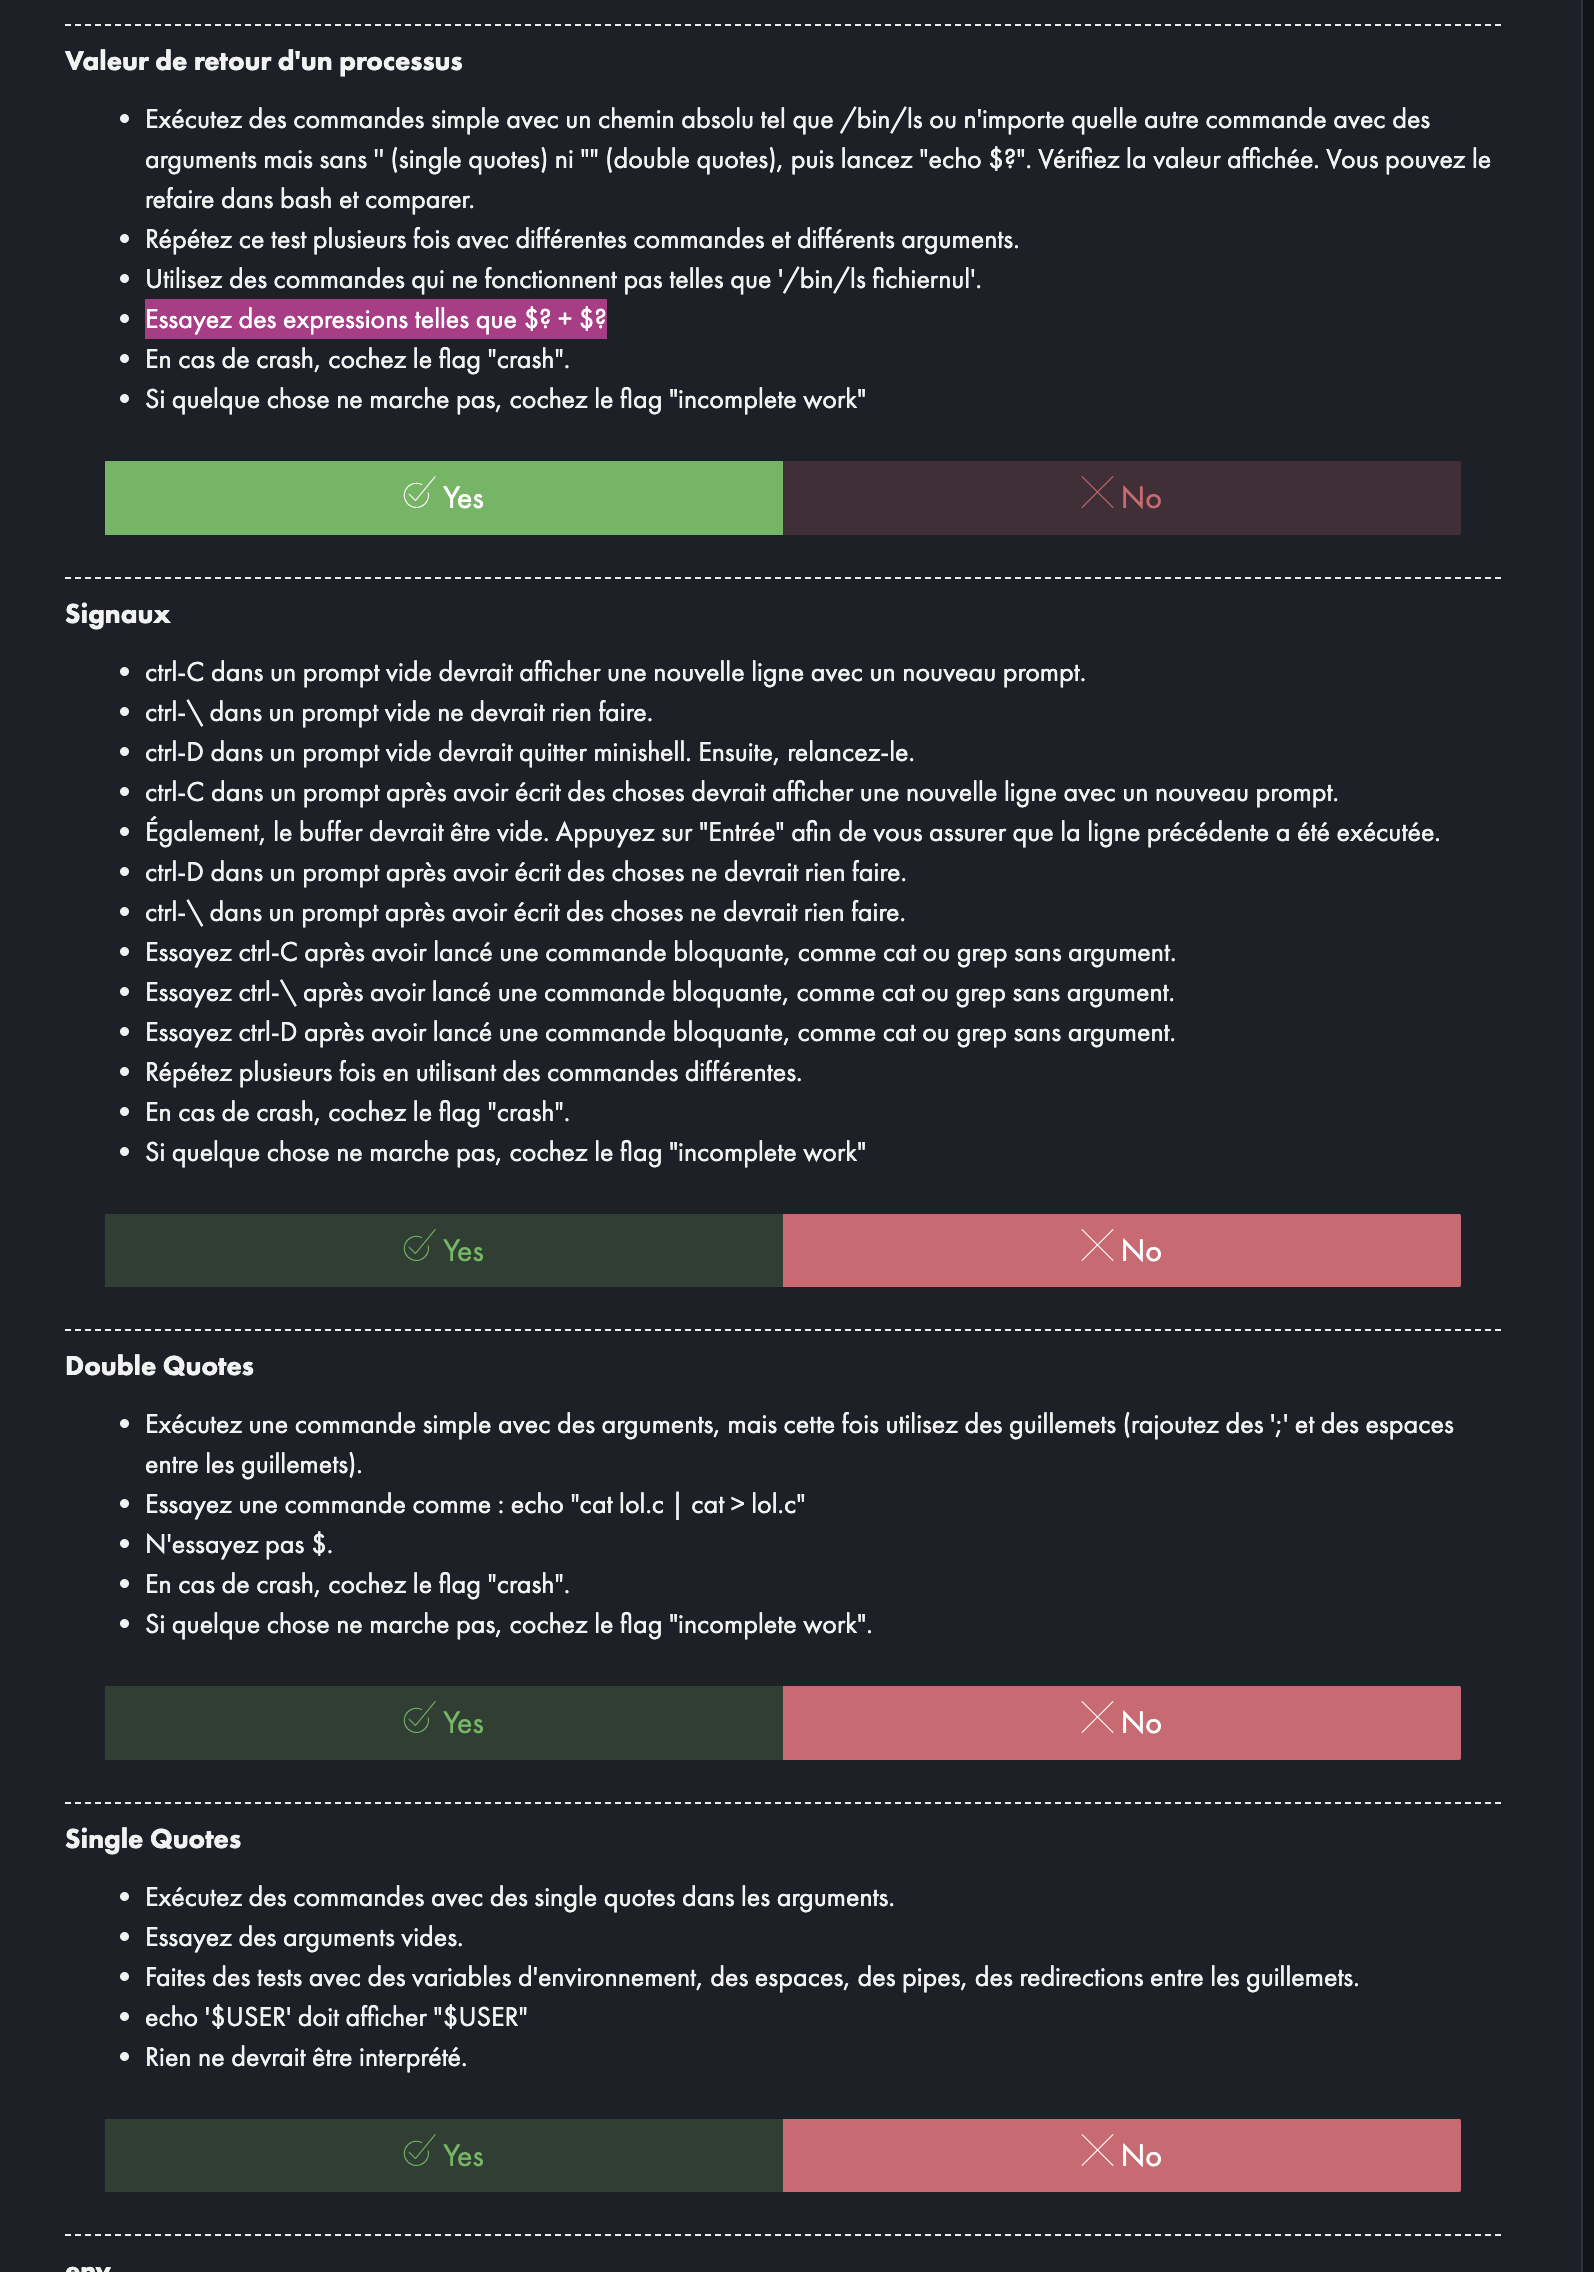 Valeur de retour d'un processus
• Exécutez des commandes simple avec un chemin absolu tel que /bin/ls ou n'importe quelle autre commande avec des
arguments mais sans '' (single quotes) ni "" (double quotes), puis lancez "echo $?". Vérifiez la valeur affichée. Vous pouvez le
refaire dans bash et comparer.
• Répétez ce test plusieurs fois avec différentes commandes et différents arguments.
• Utilisez des commandes qui ne fonctionnent pas telles que '/bin/ls fichiernul'.
• Essayez des expressions telles que $? + $?
• En cas de crash, cochez le flag "crash".
• Si quelque chose ne marche pas, cochez le flag "incomplete work"
Yes No
Signaux
• ctrl-C dans un prompt vide devrait afficher une nouvelle ligne avec un nouveau prompt.
• ctrl-\ dans un prompt vide ne devrait rien faire.
• ctrl-D dans un prompt vide devrait quitter minishell. Ensuite, relancez-le.
• ctrl-C dans un prompt après avoir écrit des choses devrait afficher une nouvelle ligne avec un nouveau prompt.
• Également, le buffer devrait être vide. Appuyez sur "Entrée" afin de vous assurer que la ligne précédente a été exécutée.
• ctrl-D dans un prompt après avoir écrit des choses ne devrait rien faire.
• ctrl-\ dans un prompt après avoir écrit des choses ne devrait rien faire.
• Essayez ctrl-C après avoir lancé une commande bloquante, comme cat ou grep sans argument.
• Essayez ctrl-\ après avoir lancé une commande bloquante, comme cat ou grep sans argument.
• Essayez ctrl-D après avoir lancé une commande bloquante, comme cat ou grep sans argument.
• Répétez plusieurs fois en utilisant des commandes différentes.
• En cas de crash, cochez le flag "crash".
• Si quelque chose ne marche pas, cochez le flag "incomplete work"
Yes No
Double Quotes
• Exécutez une commande simple avec des arguments, mais cette fois utilisez des guillemets (rajoutez des ';' et des espaces
entre les guillemets).
• Essayez une commande comme : echo "cat lol.c | cat > lol.c"
• N'essayez pas $.
• En cas de crash, cochez le flag "crash".
• Si quelque chose ne marche pas, cochez le flag "incomplete work".
Yes No
Single Quotes
• Exécutez des commandes avec des single quotes dans les arguments.
• Essayez des arguments vides.
• Faites des tests avec des variables d'environnement, des espaces, des pipes, des redirections entre les guillemets.
• echo '$USER' doit afficher "$USER"
• Rien ne devrait être interprété.
Yes No
env